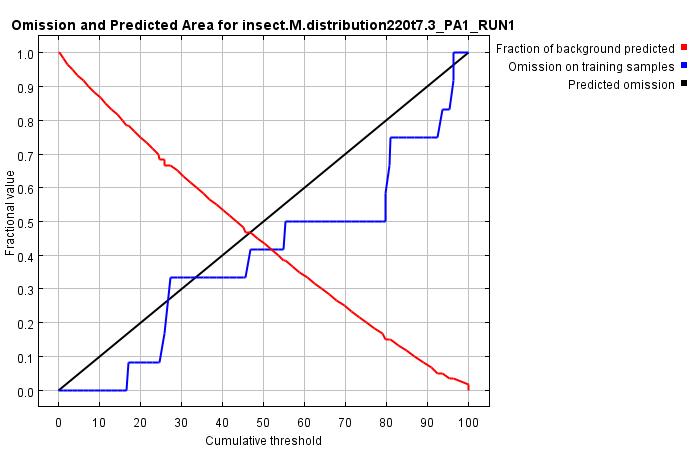 Omission and Predicted Area for insect.M.distribution220t7.3_PA1_RUN1
Fraction of background predicted
Omission on training samples
Predicted omission
Fractional value
1.0
0.9
0.8
0.7
0.6
0.5
0.4
0.3
0.2
0.1
0.0
0 10 20 30 40 50 60 70 80 90 100
Cumulative threshold